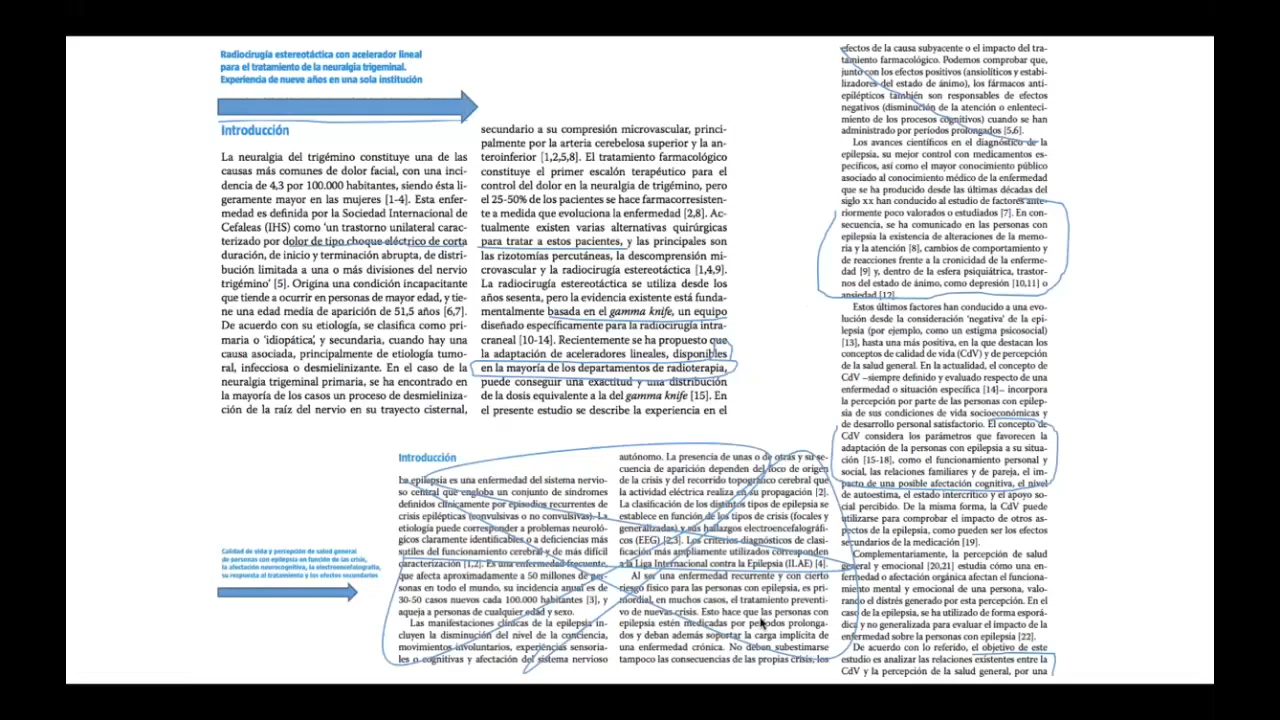 Radiocirugía estereotáctica con acelerador lineal
para el tratamiento de la neuralgia trigeminal.
Experiencia de nueve años en una sola institución
Introducción
La neuralgia del trigémino constituye una de las
causas más comunes de dolor facial, con una inci-
dencia de 4,3 por 100.000 habitantes, siendo ésta li-
geramente mayor en las mujeres [1-4]. Esta enfer-
medad es definida por la Sociedad Internacional de
Cefaleas (IHS) como ‘un trastorno unilateral carac-
terizado por dolor de tipo choque eléctrico de corta
duración, de inicio y terminación abrupta, de distri-
bución limitada a una o más divisiones del nervio
trigémino’ [5]. Origina una condición incapacitante
que tiende a ocurrir en personas de mayor edad, y tie-
ne una edad media de aparición de 51,5 años [6,7].
De acuerdo con su etiología, se clasifica como pri-
maria o ‘idiopática’, y secundaria, cuando hay una
causa asociada, principalmente de etiología tumo-
ral, infecciosa o desmielinizante. En el caso de la
neuralgia trigeminal primaria, se ha encontrado en
la mayoría de los casos un proceso de desmieliniza-
ción de la raíz del nervio en su trayecto cisternal,
secundario a su compresión microvascular, princi-
palmente por la arteria cerebelosa superior y la an-
teroinferior [1,2,5,8]. El tratamiento farmacológico
constituye el primer escalón terapéutico para el
control del dolor en la neuralgia de trigémino, pero
el 25-50% de los pacientes se hace farmacorresisten-
te a medida que evoluciona la enfermedad [2,8]. Ac-
tualmente existen varias alternativas quirúrgicas
para tratar a estos pacientes, y las principales son
las rizotomías percutáneas, la descompresión mi-
crovascular y la radiocirugía estereotáctica [1,4,9].
La radiocirugía estereotáctica se utiliza desde los
años sesenta, pero la evidencia existente está funda-
mentalmente basada en el gamma knife, un equipo
diseñado específicamente para la radiocirugía intra-
craneal [10-14]. Recientemente se ha propuesto que
la adaptación de aceleradores lineales, disponibles
en la mayoría de los departamentos de radioterapia,
puede conseguir una exactitud y una distribución
de la dosis equivalente a la del gamma knife [15]. En
el presente estudio se describe la experiencia en el
Calidad de vida y percepción de salud general
de personas con epilepsia en función de las crisis,
la afectación neurocognitiva, la electroencefalografía,
su respuesta al tratamiento y los efectos secundarios
Introducción
La epilepsia es una enfermedad del sistema nervio-
so central que engloba un conjunto de síndromes
definidos clínicamente por episodios recurrentes de
crisis epilépticas (convulsivas o no convulsivas). La
etiología puede corresponder a problemas neuroló-
gicos claramente identificables o a deficiencias más
sutiles del funcionamiento cerebral y de más difícil
caracterización [1,2]. Es una enfermedad frecuente,
que afecta aproximadamente a 50 millones de per-
sonas en todo el mundo, su incidencia anual es de
30-50 casos nuevos cada 100.000 habitantes [3], y
aqueja a personas de cualquier edad y sexo.
Las manifestaciones clínicas de la epilepsia in-
cluyen la disminución del nivel de la conciencia,
movimientos involuntarios, experiencias sensoria-
les o cognitivas y afectación del sistema nervioso
autónomo. La presencia de unas o de otras y su se-
cuencia de aparición dependen del foco de origen
de la crisis y del recorrido topográfico cerebral que
la actividad eléctrica realiza en su propagación [2].
La clasificación de los distintos tipos de epilepsia se
establece en función de los tipos de crisis (focales y
generalizadas) y sus hallazgos electroencefalográfi-
cos (EEG) [2,3]. Los criterios diagnósticos de clasi-
ficación más ampliamente utilizados corresponden
a la Liga Internacional contra la Epilepsia (ILAE) [4].
Al ser una enfermedad recurrente y con cierto
riesgo físico para las personas con epilepsia, es pri-
mordial, en muchos casos, el tratamiento preventi-
vo de nuevas crisis. Esto hace que las personas con
epilepsia estén medicadas por períodos prolonga-
dos y deban además soportar la carga implícita de
una enfermedad crónica. No deben subestimarse
tampoco las consecuencias de las propias crisis, los
efectos de la causa subyacente o el impacto del tra-
tamiento farmacológico. Podemos comprobar que,
junto con los efectos positivos (ansiolíticos y estabi-
lizadores del estado de ánimo), los fármacos anti-
epilépticos también son responsables de efectos
negativos (disminución de la atención o enlenteci-
miento de los procesos cognitivos) cuando se han
administrado por períodos prolongados [5,6].
Los avances científicos en el diagnóstico de la
epilepsia, su mejor control con medicamentos es-
pecíficos, así como el mayor conocimiento público
asociado al conocimiento médico de la enfermedad
que se ha producido desde las últimas décadas del
siglo xx han conducido al estudio de factores ante-
riormente poco valorados o estudiados [7]. En con-
secuencia, se ha comunicado en las personas con
epilepsia la existencia de alteraciones de la memo-
ria y la atención [8], cambios de comportamiento y
de reacciones frente a la cronicidad de la enferme-
dad [9] y, dentro de la esfera psiquiátrica, trastor-
nos del estado de ánimo, como depresión [10,11] o
ansiedad [12].
Estos últimos factores han conducido a una evo-
lución desde la consideración ‘negativa’ de la epi-
lepsia (por ejemplo, como un estigma psicosocial)
[13], hasta una más positiva, en la que destacan los
conceptos de calidad de vida (CdV) y de percepción
de la salud general. En la actualidad, el concepto de
CdV –siempre definido y evaluado respecto de una
enfermedad o situación específica [14]– incorpora
la percepción por parte de las personas con epilep-
sia de sus condiciones de vida socioeconómicas y
de desarrollo personal satisfactorio. El concepto de
CdV considera los parámetros que favorecen la
adaptación de la personas con epilepsia a su situa-
ción [15-18], como el funcionamiento personal y
social, las relaciones familiares y de pareja, el im-
pacto de una posible afectación cognitiva, el nivel
de autoestima, el estado intercrítico y el apoyo so-
cial percibido. De la misma forma, la CdV puede
utilizarse para comprobar el impacto de otros as-
pectos de la epilepsia, como pueden ser los efectos
secundarios de la medicación [19].
Complementariamente, la percepción de salud
general y emocional [20,21] estudia cómo una en-
fermedad o afectación orgánica afectan el funciona-
miento mental y emocional de una persona, valo-
rando el distrés generado por esta percepción. En el
caso de la epilepsia, se ha utilizado de forma esporá-
dica y no generalizada para evaluar el impacto de la
enfermedad sobre la personas con epilepsia [22].
De acuerdo con lo referido, el objetivo de este
estudio es analizar las relaciones existentes entre la
CdV y la percepción de la salud general, por una